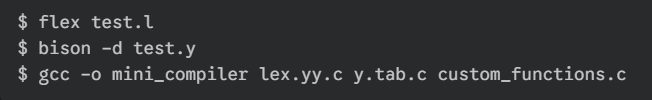 $ flex test.l
$ bison -d test.y
$ gcc -o mini_compiler lex.yy.c y.tab.c custom_functions.c